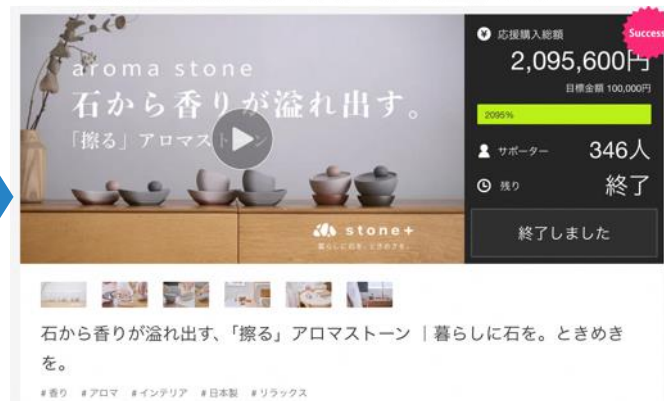 aroma stone
石から香りが溢れ出す。
「擦る」アロマストーン
stone+
暮らしに石を。ときめきを。
Success
応援購入総額
2,095,600円
目標金額 100,000円
2095%
サポーター 346人
残り 終了
終了しました
石から香りが溢れ出す、「擦る」アロマストーン ｜暮らしに石を。ときめき
を。
#香り #アロマ #インテリア #日本製 #リラックス